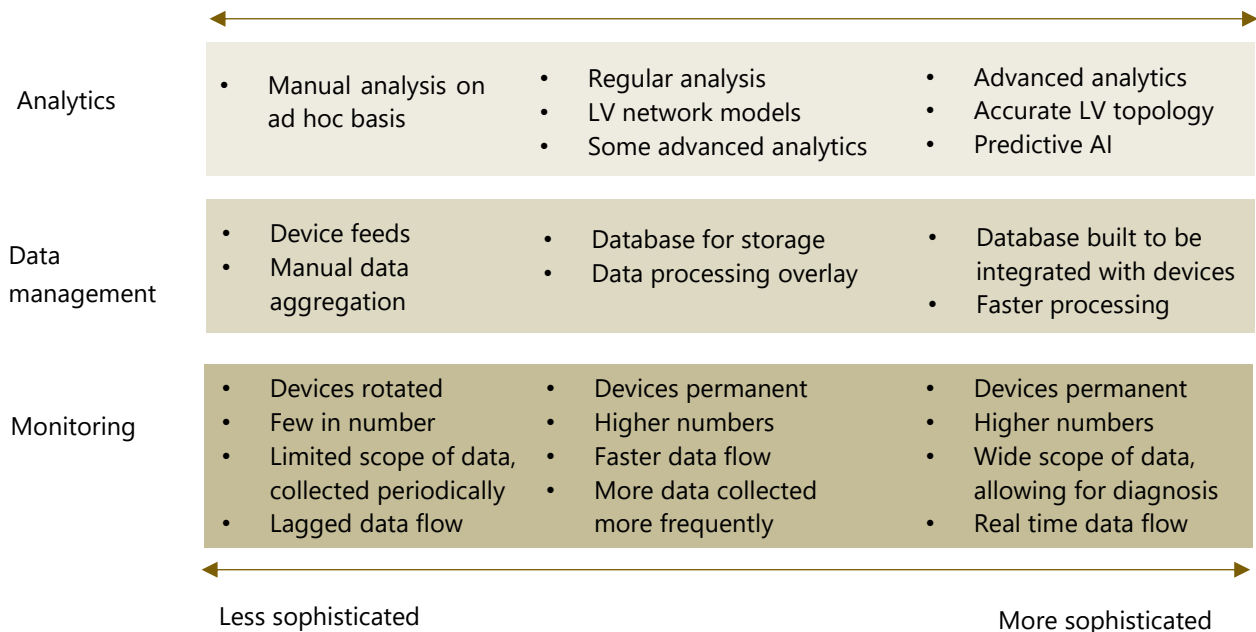 Analytics
• Manual analysis on
ad hoc basis
• Regular analysis
• LV network models
• Some advanced analytics
• Advanced analytics
• Accurate LV topology
• Predictive AI
Data
management
• Device feeds
• Manual data
aggregation
• Database for storage
• Data processing overlay
• Database built to be
integrated with devices
• Faster processing
Monitoring
• Devices rotated
• Few in number
• Limited scope of data,
collected periodically
• Lagged data flow
• Devices permanent
• Higher numbers
• Faster data flow
• More data collected
more frequently
• Devices permanent
• Higher numbers
• Wide scope of data,
allowing for diagnosis
• Real time data flow
Less sophisticated
More sophisticated